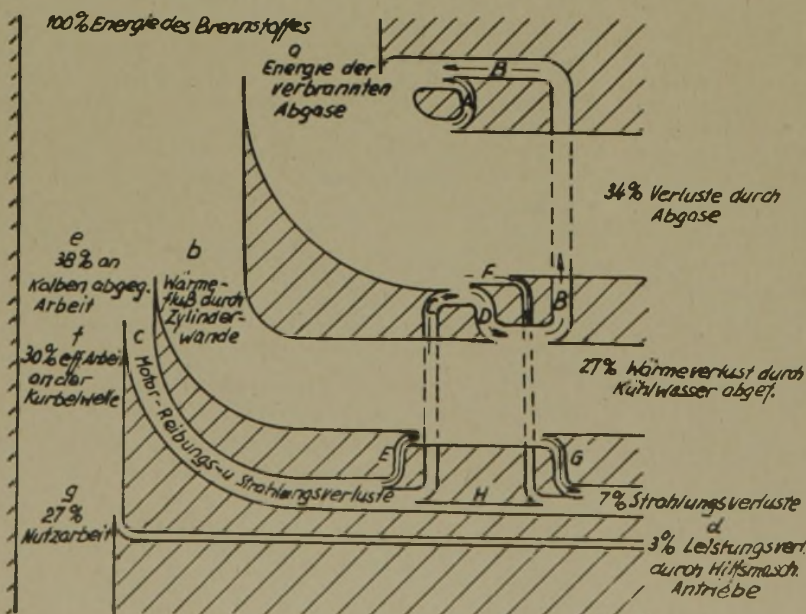 100% Energie des Brennstoffes
a
Energie der
verbrannten
Abgase
B
A
34% Verluste durch
Abgase
e
38% an
Kolben abgeg.
Arbeit
b
Wärme-
fluß durch
Zylinder-
wände
F
D
B
f
30% eff Arbeit
an der
Kurbelwelle
27% Wärmeverlust durch
Kühlwasser abgef.
c Motor-Reibungs-u Strahlungsverluste
E
G
H
7% Strahlungsverluste
g
27%
Nutzarbeit
d
3% Leistungsverl.
durch Hilfsmasch.
Antriebe